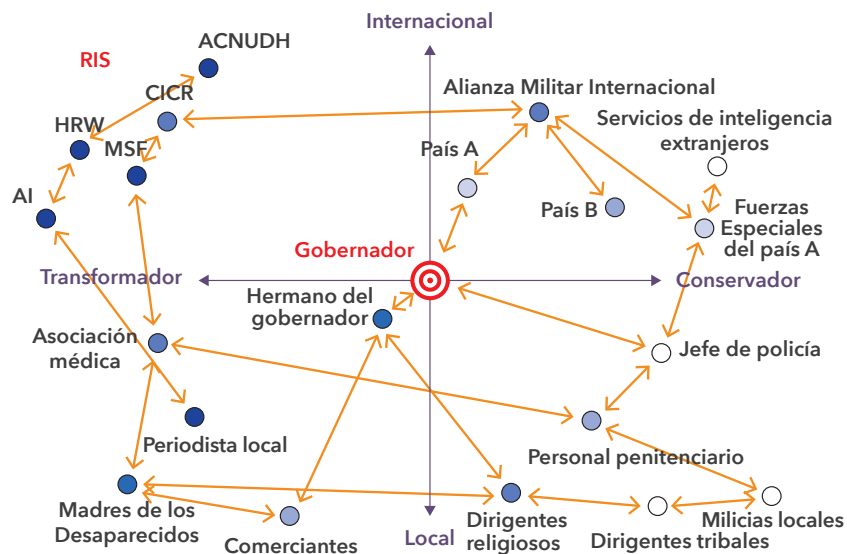 Internacional
ACNUDH
RIS
CICR
Alianza Militar Internacional
Servicios de inteligencia
extranjeros
HRW
MSF
País A
AI
País B
Fuerzas
Especiales
del país A
Gobernador
Transformador
Conservador
Hermano del
gobernador
Asociación
médica
Jefe de policía
Periodista local
Personal penitenciario
Madres de los
Desaparecidos
Comerciantes
Local
Dirigentes
religiosos
Dirigentes tribales
Milicias locales